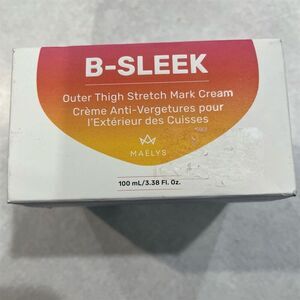 B-SLEEK
Outer Thigh Stretch Mark Cream
Crème Anti-Vergetures pour
l'Extérieur des Cuisses
MAËLYS
100 mL/3.38 Fl. Oz.